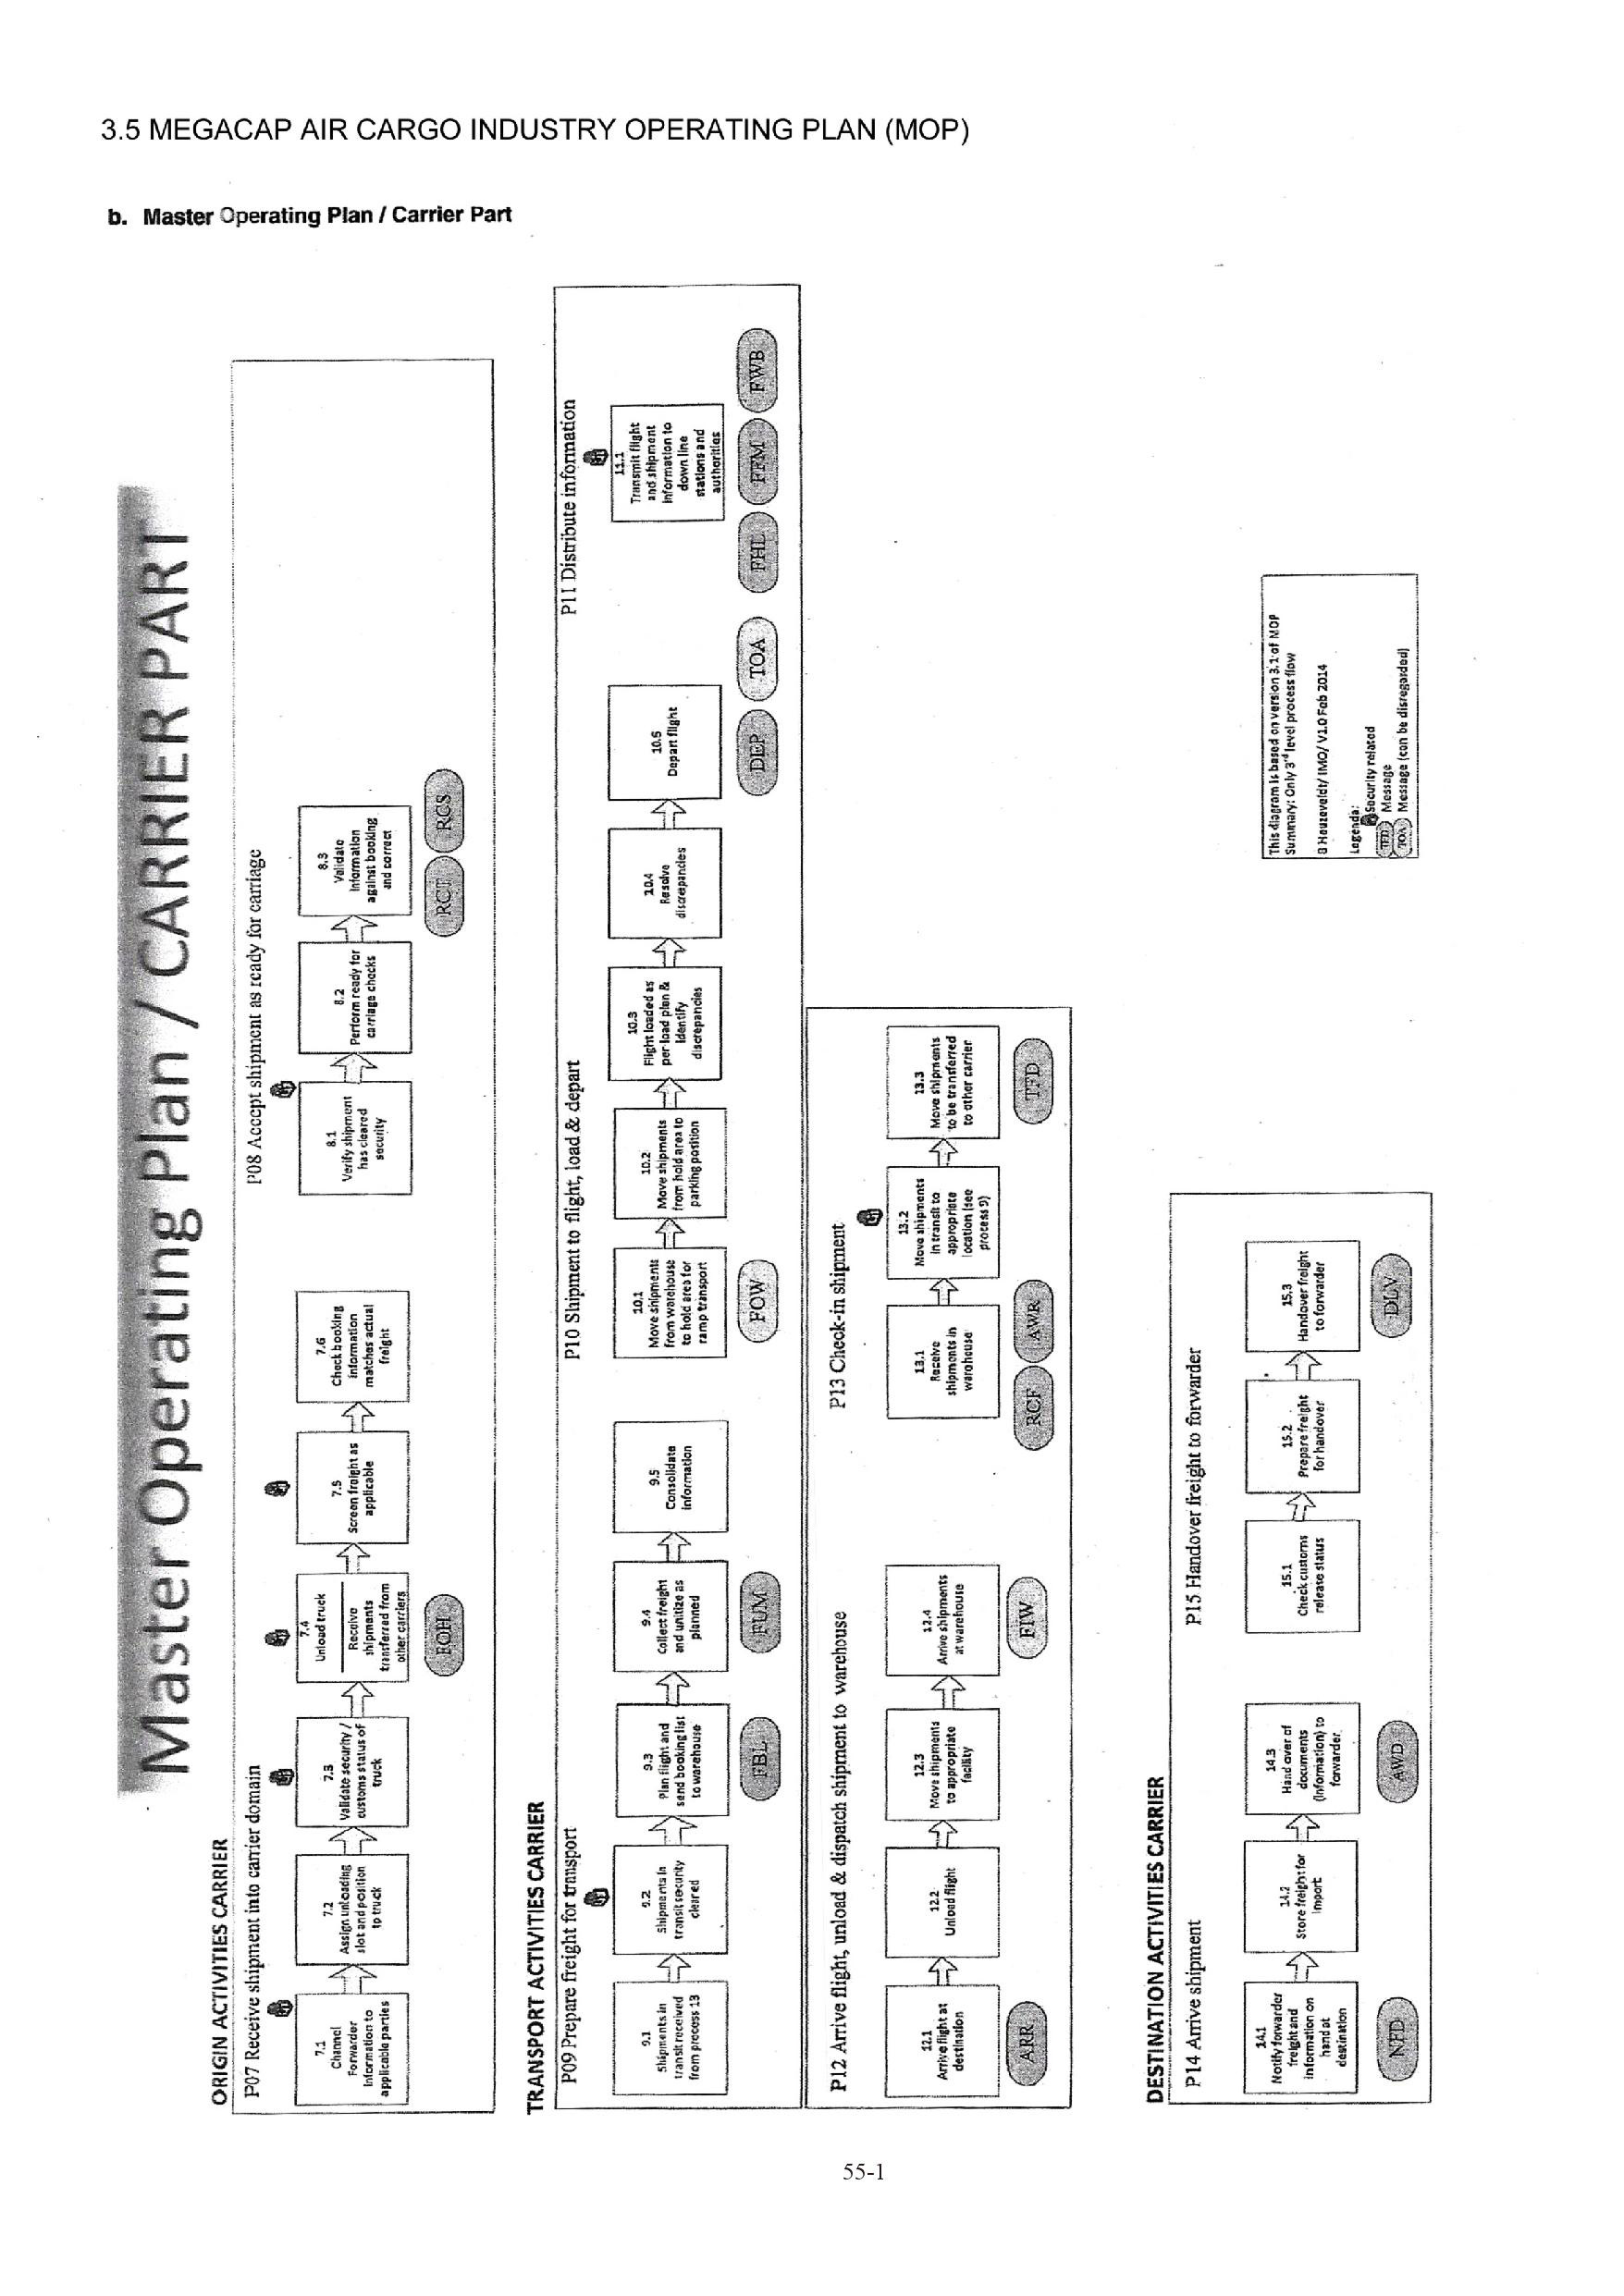 3.5 MEGACAP AIR CARGO INDUSTRY OPERATING PLAN (MOP)
b. Master Operating Plan / Carrier Part
Master Operating Plan / CARRIER PART
ORIGIN ACTIVITIES CARRIER
P07 Receive shipment into carrier domain
7.1
Channel
Forwarder
Information to
applicable parties
7.2
Assign unloading
slot and position
to truck
7.3
Validate security /
customs status of
truck
7.4
Unload truck
Receive
shipments
transferred from
other carriers
FOH
7.5
Screen freight as
applicable
7.6
Check booking
information
matches actual
freight
P08 Accept shipment as ready for carriage
8.1
Verify shipment
has cleared
security
8.2
Perform ready for
carriage checks
8.3
Validate
Information
against booking
and correct
RCT
RCS
TRANSPORT ACTIVITIES CARRIER
P09 Prepare freight for transport
9.1
Shipments in
transit received
from process 13
9.2
Shipments in
transit security
cleared
9.3
Plan flight and
send booking list
to warehouse
FBL
9.4
Collect freight
and unitize as
planned
FUM
9.5
Consolidate
information
P10 Shipment to flight, load & depart
10.1
Move shipments
from warehouse
to hold area for
ramp transport
FOW
10.2
Move shipments
from hold area to
parking position
10.3
Flight loaded as
per load plan &
Identify
discrepancies
10.4
Resolve
discrepancies
10.5
Depart flight
DEP
TOA
P11 Distribute information
11.1
Transmit flight
and shipment
information to
down line
stations and
authorities
FHL
FFM
FWB
P12 Arrive flight, unload & dispatch shipment to warehouse
12.1
Arrive flight at
destination
ARR
12.2
Unload flight
12.3
Move shipments
to appropriate
facility
12.4
Arrive shipments
at warehouse
FIW
P13 Check-in shipment
13.1
Receive
shipments in
warehouse
RCF
AWR
13.2
Move shipments
in transit to
appropriate
location (see
process 9)
13.3
Move shipments
to be transferred
to other carrier
TFD
DESTINATION ACTIVITIES CARRIER
P14 Arrive shipment
14.1
Notify forwarder
freight and
information on
hand at
destination
NFD
14.2
Store freight for
Import
14.3
Hand over of
documents
(information) to
forwarder
AWD
P15 Handover freight to forwarder
15.1
Check customs
release status
15.2
Prepare freight
for handover
15.3
Handover freight
to forwarder
DLV
This diagram is based on version 3.1 of MOP
Summary: Only 3rd level process flow
/ IMO/ V1.0 Feb 2014
Legenda:
Security related
TFD Message
TOA Message (can be disregarded)
55-1